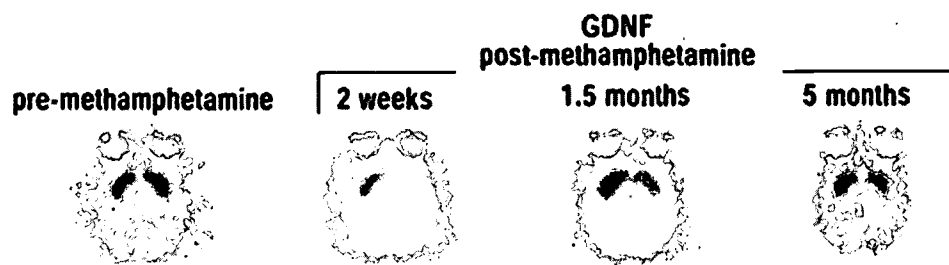 GDNF
post-methamphetamine
pre-methamphetamine 2 weeks 1.5 months 5 months